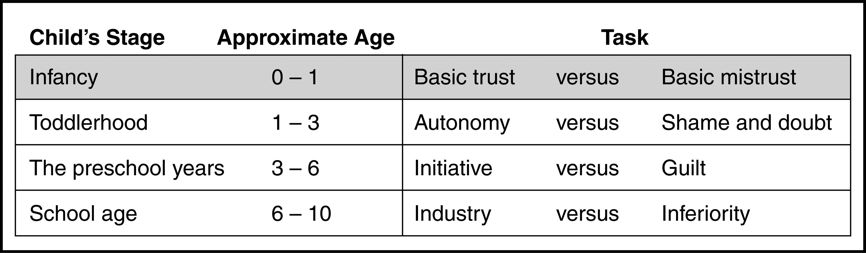 Child’s Stage Approximate Age Task
Infancy 0 – 1 Basic trust versus Basic mistrust
Toddlerhood 1 – 3 Autonomy versus Shame and doubt
The preschool years 3 – 6 Initiative versus Guilt
School age 6 – 10 Industry versus Inferiority